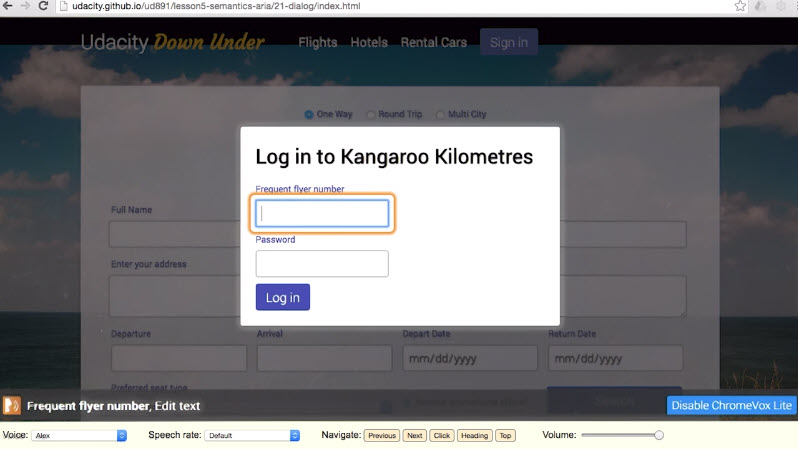 udacity.github.io/ud891/lesson5-semantics-aria/21-dialog/index.html
Udacity Down Under Flights Hotels Rental Cars Sign in
One Way Round Trip Multi City
Log in to Kangaroo Kilometres
Frequent flyer number
Full Name
Password
Enter your address
Log in
Departure Arrival Depart Date Return Date
mm/dd/yyyy mm/dd/yyyy
Preferred seat type
Search
Frequent flyer number, Edit text Disable ChromeVox Lite
Voice: Alex Speech rate: Default Navigate: Previous Next Click Heading Top Volume: